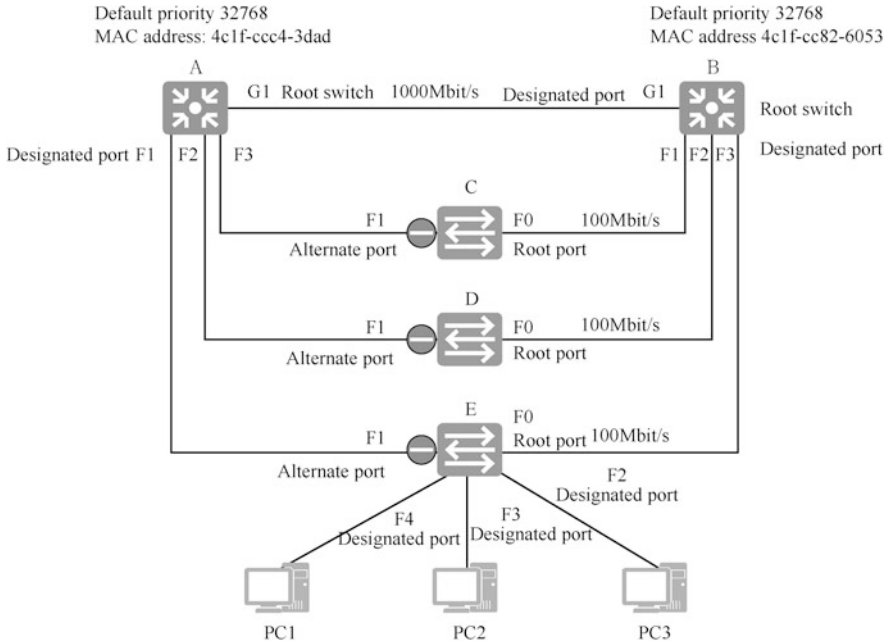 Default priority 32768
MAC address: 4c1f-ccc4-3dad
Default priority 32768
MAC address 4c1f-cc82-6053
A
B
G1 Root switch 1000Mbit/s Designated port G1
Root switch
Designated port F1 F2 F3
F1 F2 F3 Designated port
C
F1 F0 100Mbit/s
Alternate port Root port
D
F1 F0 100Mbit/s
Alternate port Root port
E
F1 F0
Root port 100Mbit/s
Alternate port
F2
Designated port
F4
Designated port
F3
Designated port
PC1 PC2 PC3